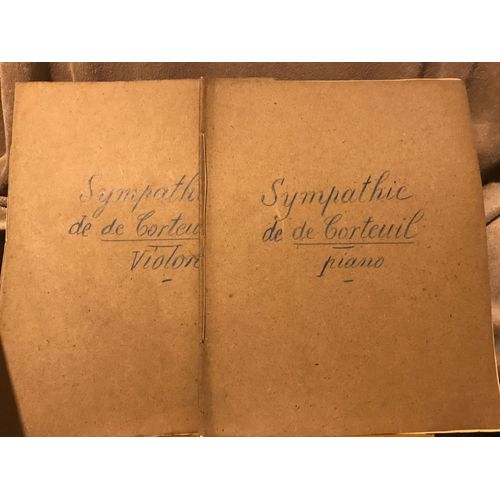 Sympathi
de de Corteu
Violon
Sympathie
de de Corteuil
piano